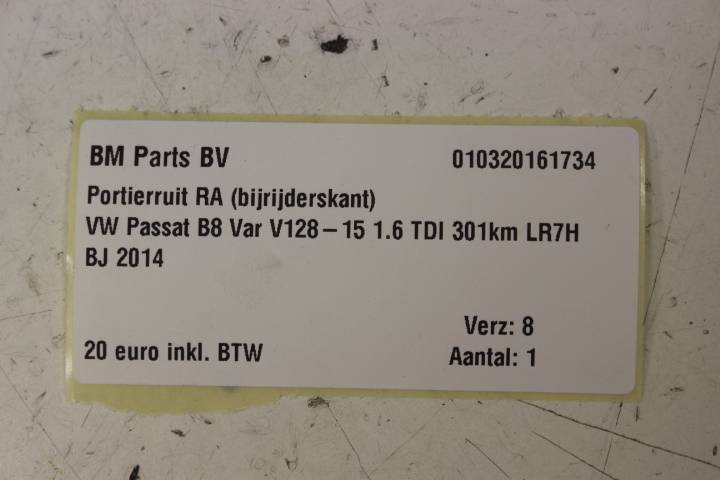 BM Parts BV 010320161734
Portierruit RA (bijrijderskant)
VW Passat B8 Var V128-15 1.6 TDI 301km LR7H
BJ 2014
Verz: 8
20 euro inkl. BTW Aantal: 1